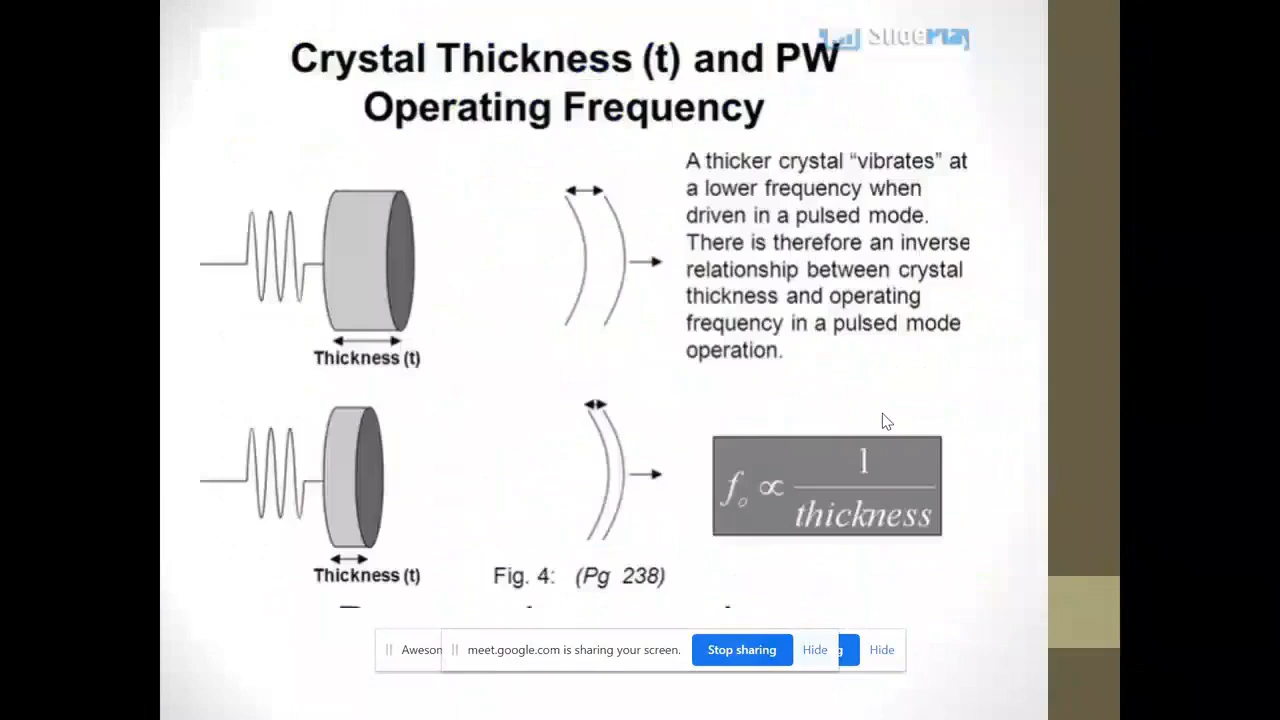 SlidePlay
Crystal Thickness (t) and PW
Operating Frequency
A thicker crystal “vibrates” at
a lower frequency when
driven in a pulsed mode.
There is therefore an inverse
relationship between crystal
thickness and operating
frequency in a pulsed mode
operation.
Thickness (t)
f₀ ∝ 1
thickness
Thickness (t)
Fig. 4: (Pg 238)
Awesom
meet.google.com is sharing your screen.
Stop sharing
Hide
g
Hide